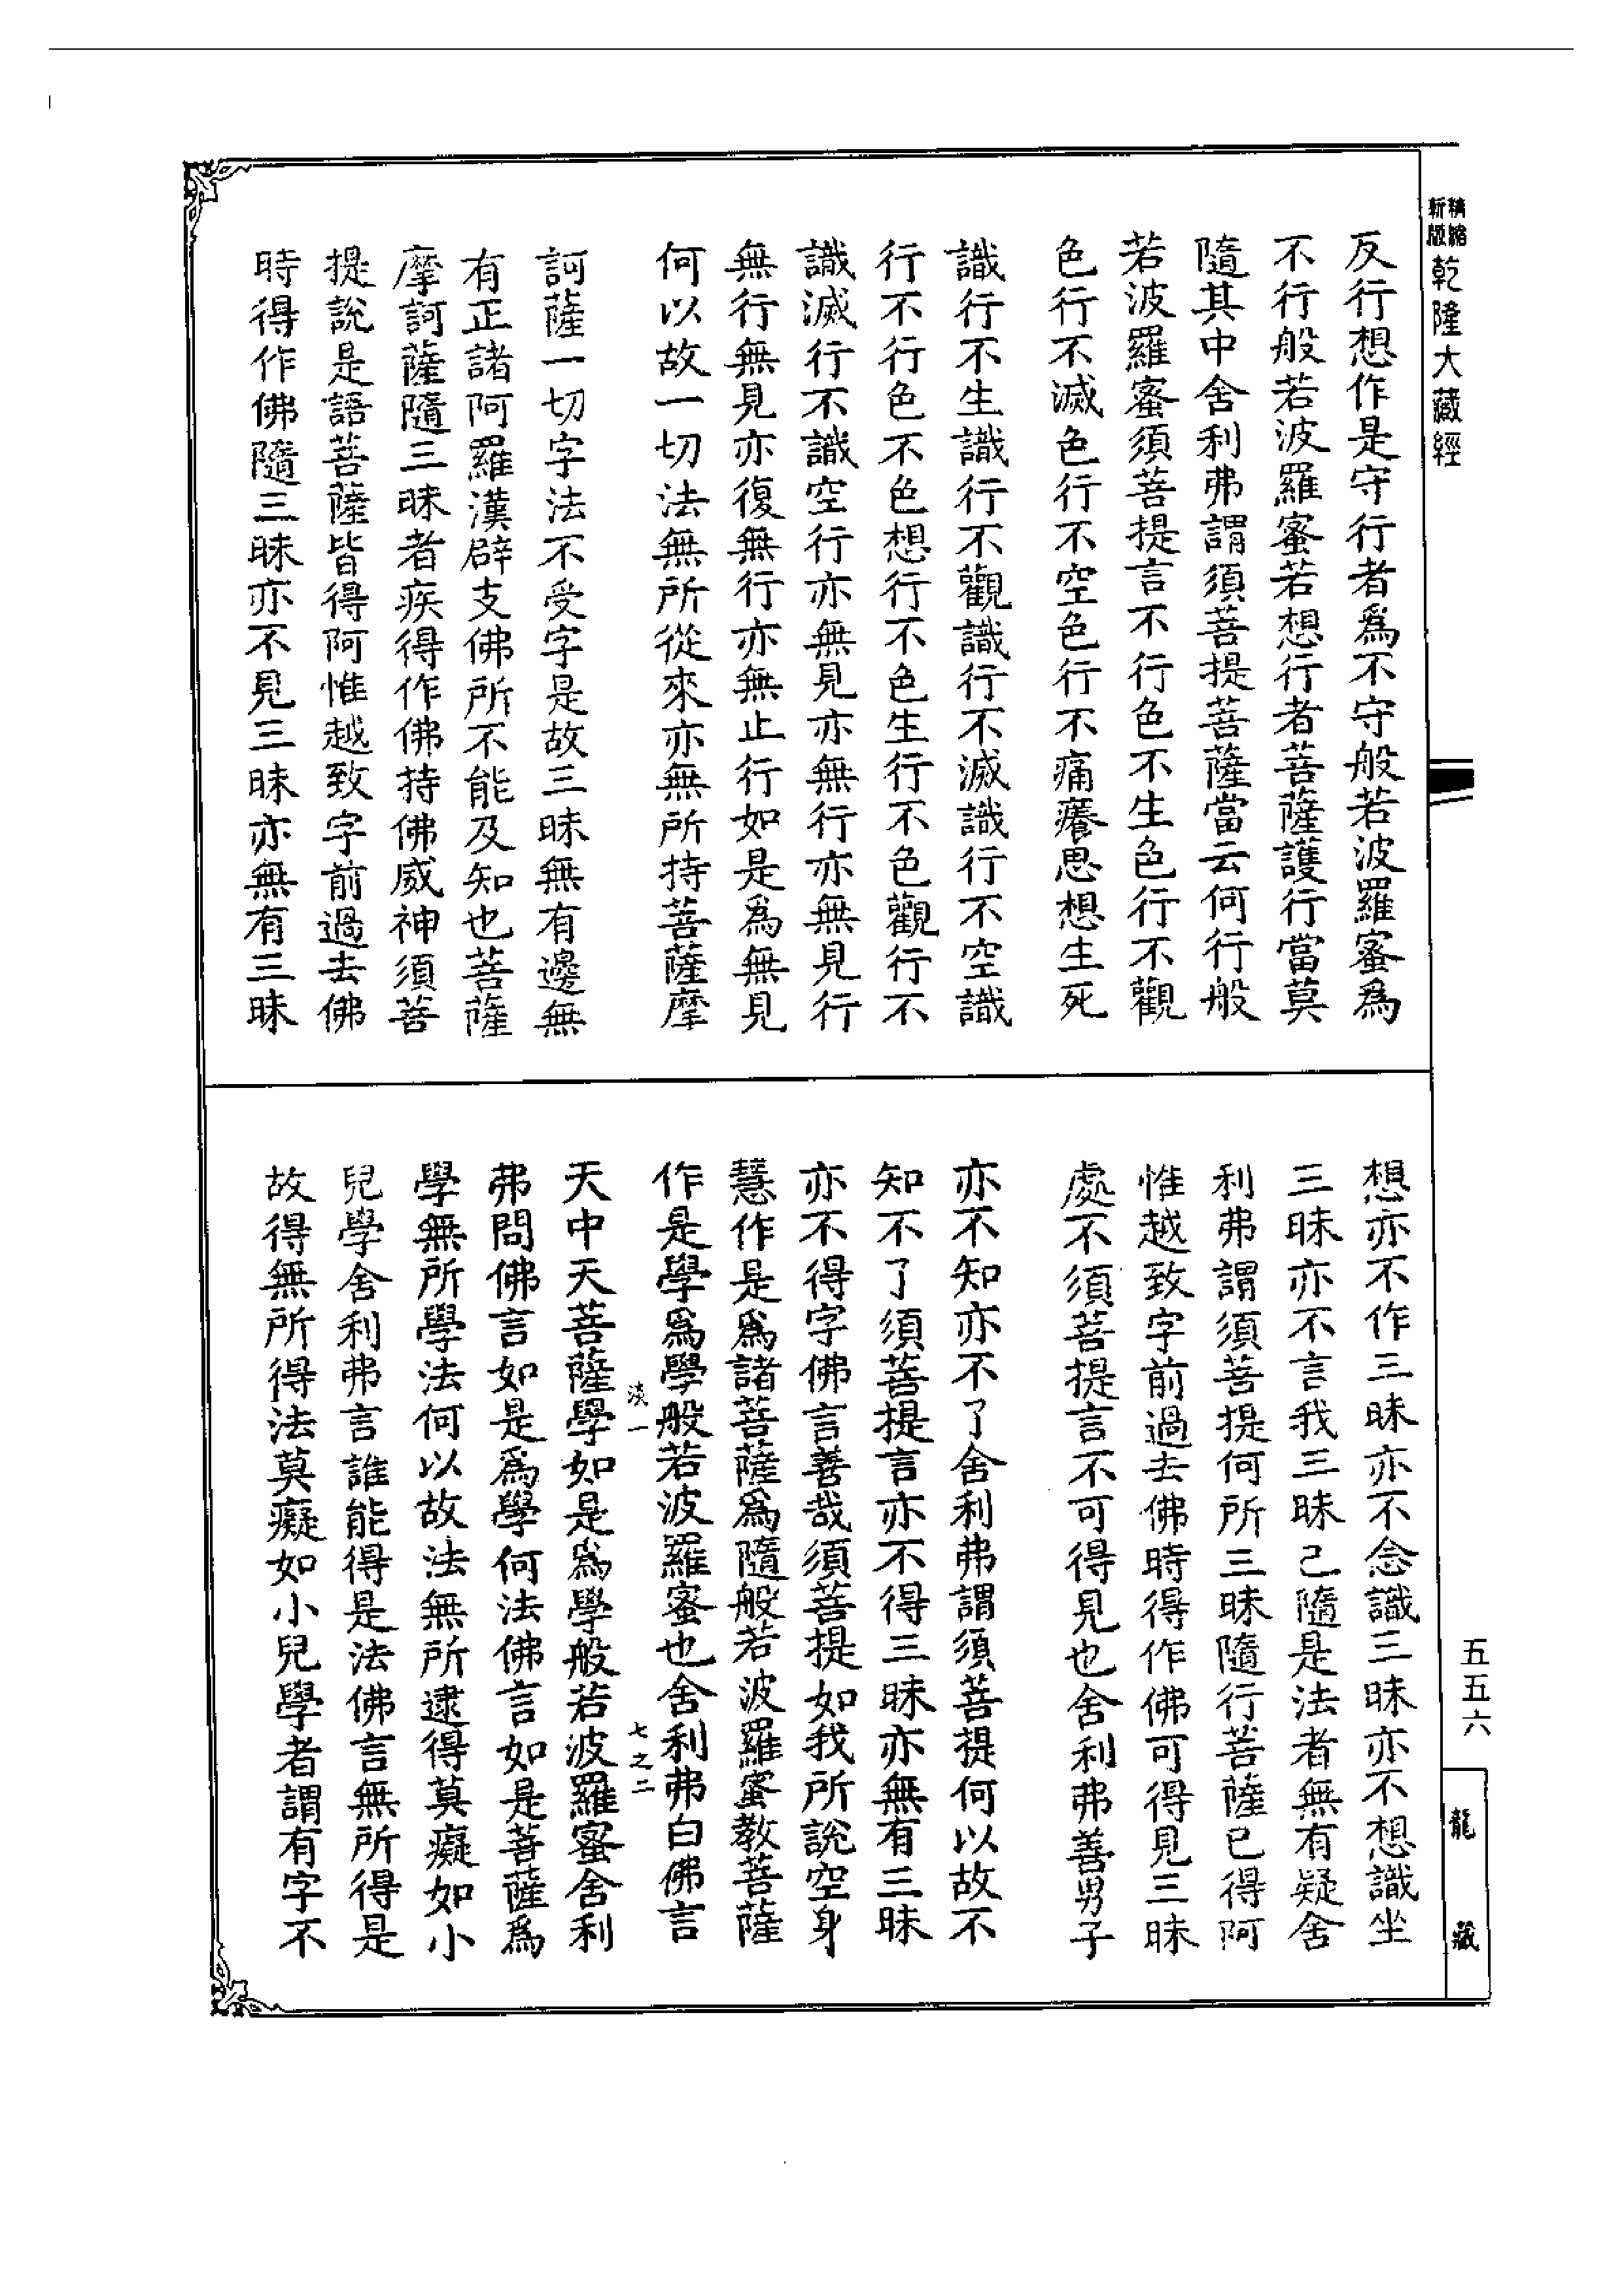 精縮
新版
乾隆大藏經
反行想作是守行者爲不守般若波羅蜜爲
不行般若波羅蜜若想行者菩薩護行當莫
隨其中舍利弗謂須菩提菩薩當云何行般
若波羅蜜須菩提言不行色不生色行不觀
色行不滅色行不空色行不痛癢思想生死
識行不生識行不觀識行不滅識行不空識
行不行色不色想行不色生行不色觀行不
識滅行不識空行亦無見亦無行亦無見行
無行無見亦復無行亦無止行如是爲無見
何以故一切法無所從來亦無所持菩薩摩
訶薩一切字法不受字是故三昧無有邊無
有正諸阿羅漢辟支佛所不能及知也菩薩
摩訶薩隨三昧者疾得作佛持佛威神須菩
提說是語菩薩皆得阿惟越致字前過去佛
時得作佛隨三昧亦不見三昧亦無有三昧
想亦不作三昧亦不念識三昧亦不想識坐
三昧亦不言我三昧己隨是法者無有疑舍
利弗謂須菩提何所三昧隨行菩薩已得阿
惟越致字前過去佛時得作佛可得見三昧
處不須菩提言不可得見也舍利弗善男子
亦不知亦不了舍利弗謂須菩提何以故不
知不了須菩提言亦不得三昧亦無有三昧
亦不得字佛言善哉須菩提如我所說空身
慧作是爲諸菩薩爲隨般若波羅蜜教菩薩
作是學爲學般若波羅蜜也舍利弗白佛言
淡一
七之二
天中天菩薩學如是爲學般若波羅蜜舍利
弗問佛言如是爲學何法佛言如是菩薩爲
學無所學法何以故法無所逮得莫癡如小
兒學舍利弗言誰能得是法佛言無所得是
故得無所得法莫癡如小兒學者謂有字不
五五六
龍
藏